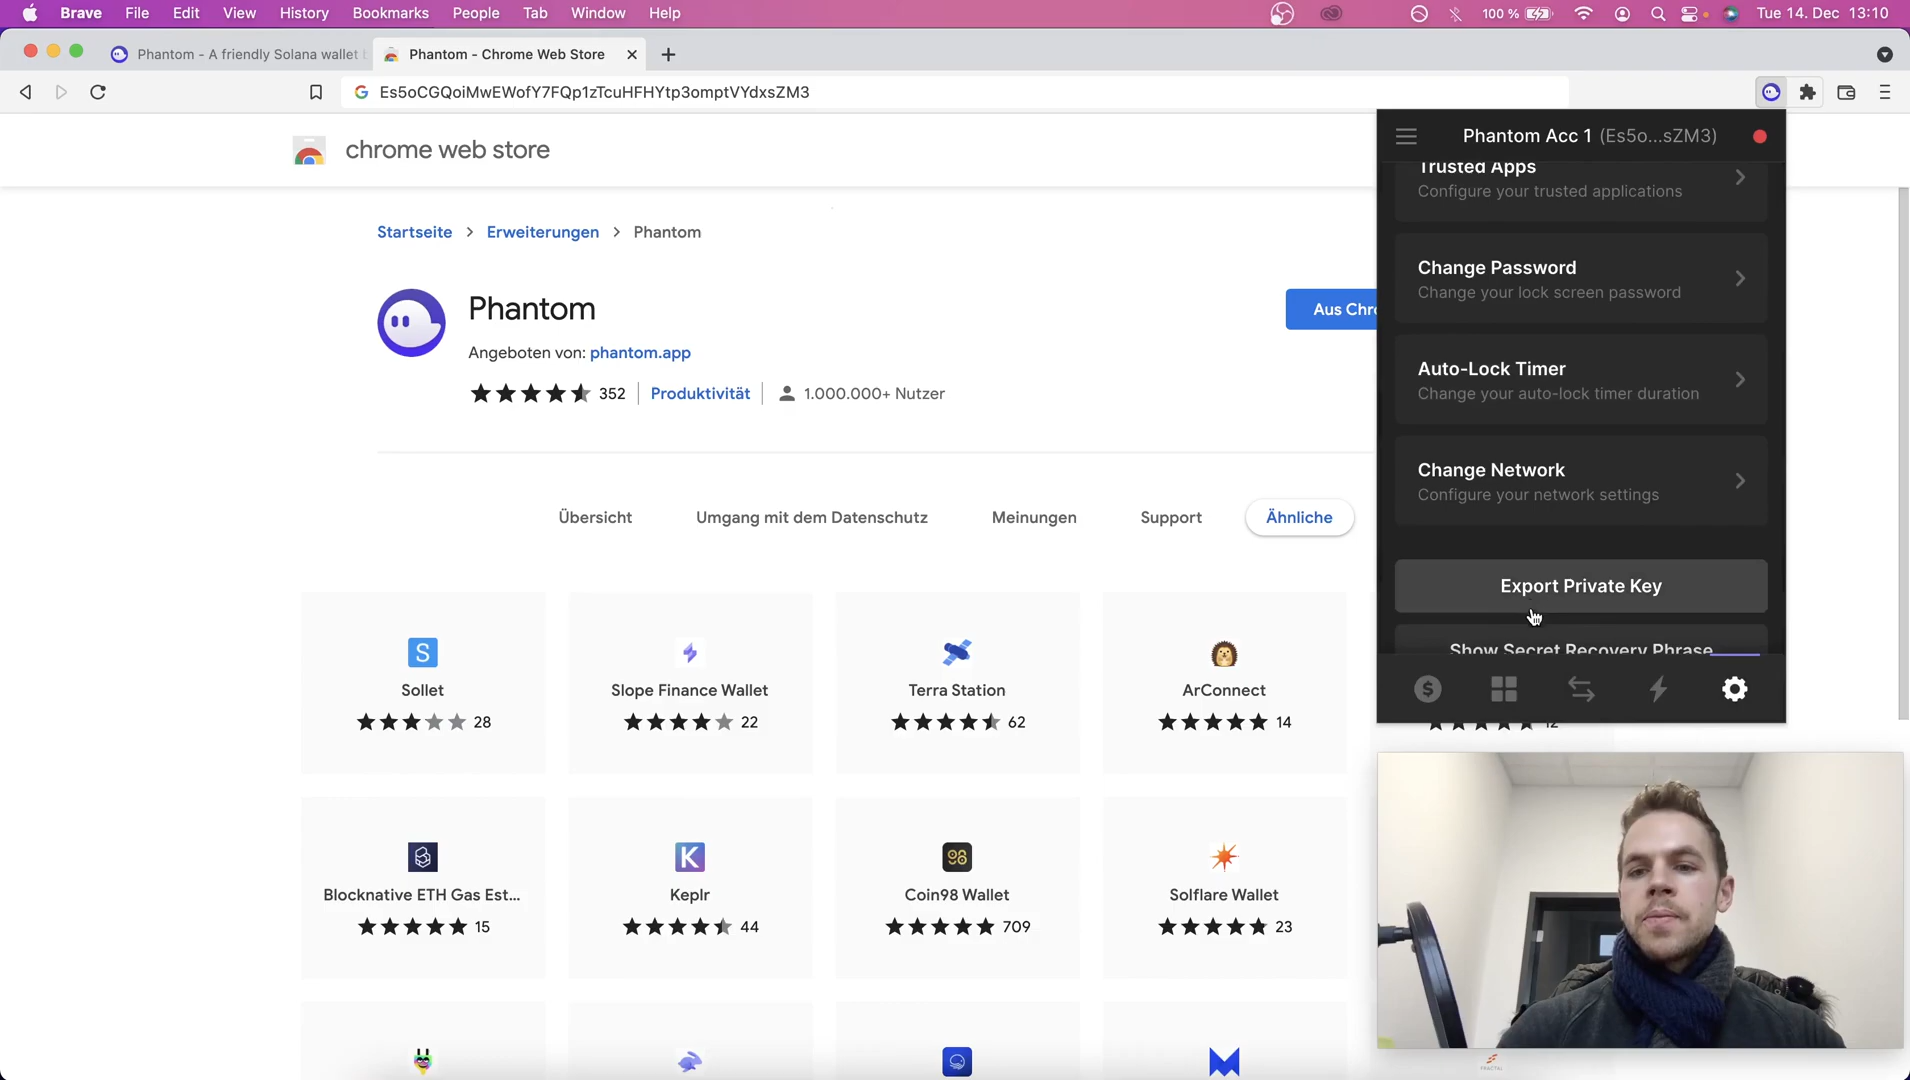 Brave File Edit View History Bookmarks People Tab Window Help
100 % Tue 14. Dec 13:10
Phantom - A friendly Solana wallet
Phantom - Chrome Web Store
Es5oCGQoiMwEWofY7FQp1zTcuHFHYtp3omptVYdxsZM3
chrome web store
Startseite > Erweiterungen > Phantom
Phantom
Aus Chr
Angeboten von: phantom.app
352 Produktivität 1.000.000+ Nutzer
Übersicht Umgang mit dem Datenschutz Meinungen Support Ähnliche
Sollet
28
Slope Finance Wallet
22
Terra Station
62
ArConnect
14
12
Blocknative ETH Gas Est...
15
Keplr
44
Coin98 Wallet
709
Solflare Wallet
23
FRACTAL
Phantom Acc 1 (Es5o...sZM3)
Trusted Apps
Configure your trusted applications
Change Password
Change your lock screen password
Auto-Lock Timer
Change your auto-lock timer duration
Change Network
Configure your network settings
Export Private Key
Show Secret Recovery Phrase